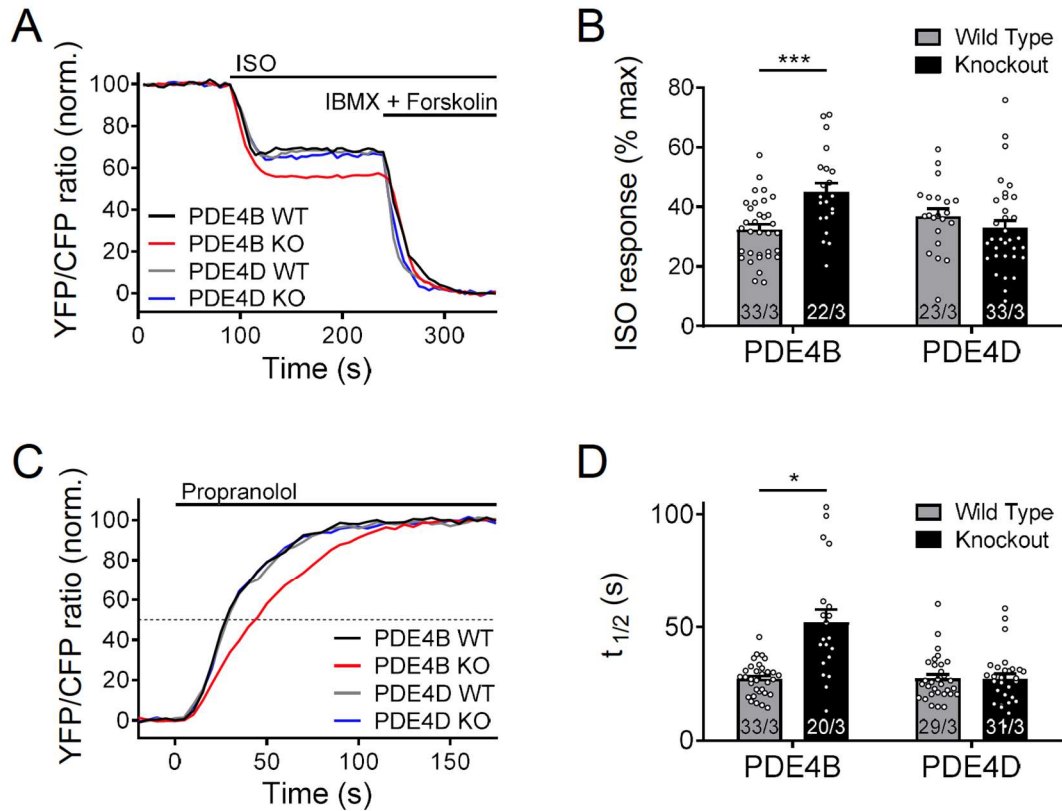 A
ISO
IBMX + Forskolin
YFP/CFP ratio (norm.)
100
80
60
40
20
0
PDE4B WT
PDE4B KO
PDE4D WT
PDE4D KO
0 100 200 300
Time (s)
B
Wild Type
Knockout
***
ISO response (% max)
80
60
40
20
0
33/3 22/3 23/3 33/3
PDE4B PDE4D
C
Propranolol
YFP/CFP ratio (norm.)
100
80
60
40
20
0
PDE4B WT
PDE4B KO
PDE4D WT
PDE4D KO
0 50 100 150
Time (s)
D
*
Wild Type
Knockout
t1/2 (s)
100
50
0
33/3 20/3 29/3 31/3
PDE4B PDE4D